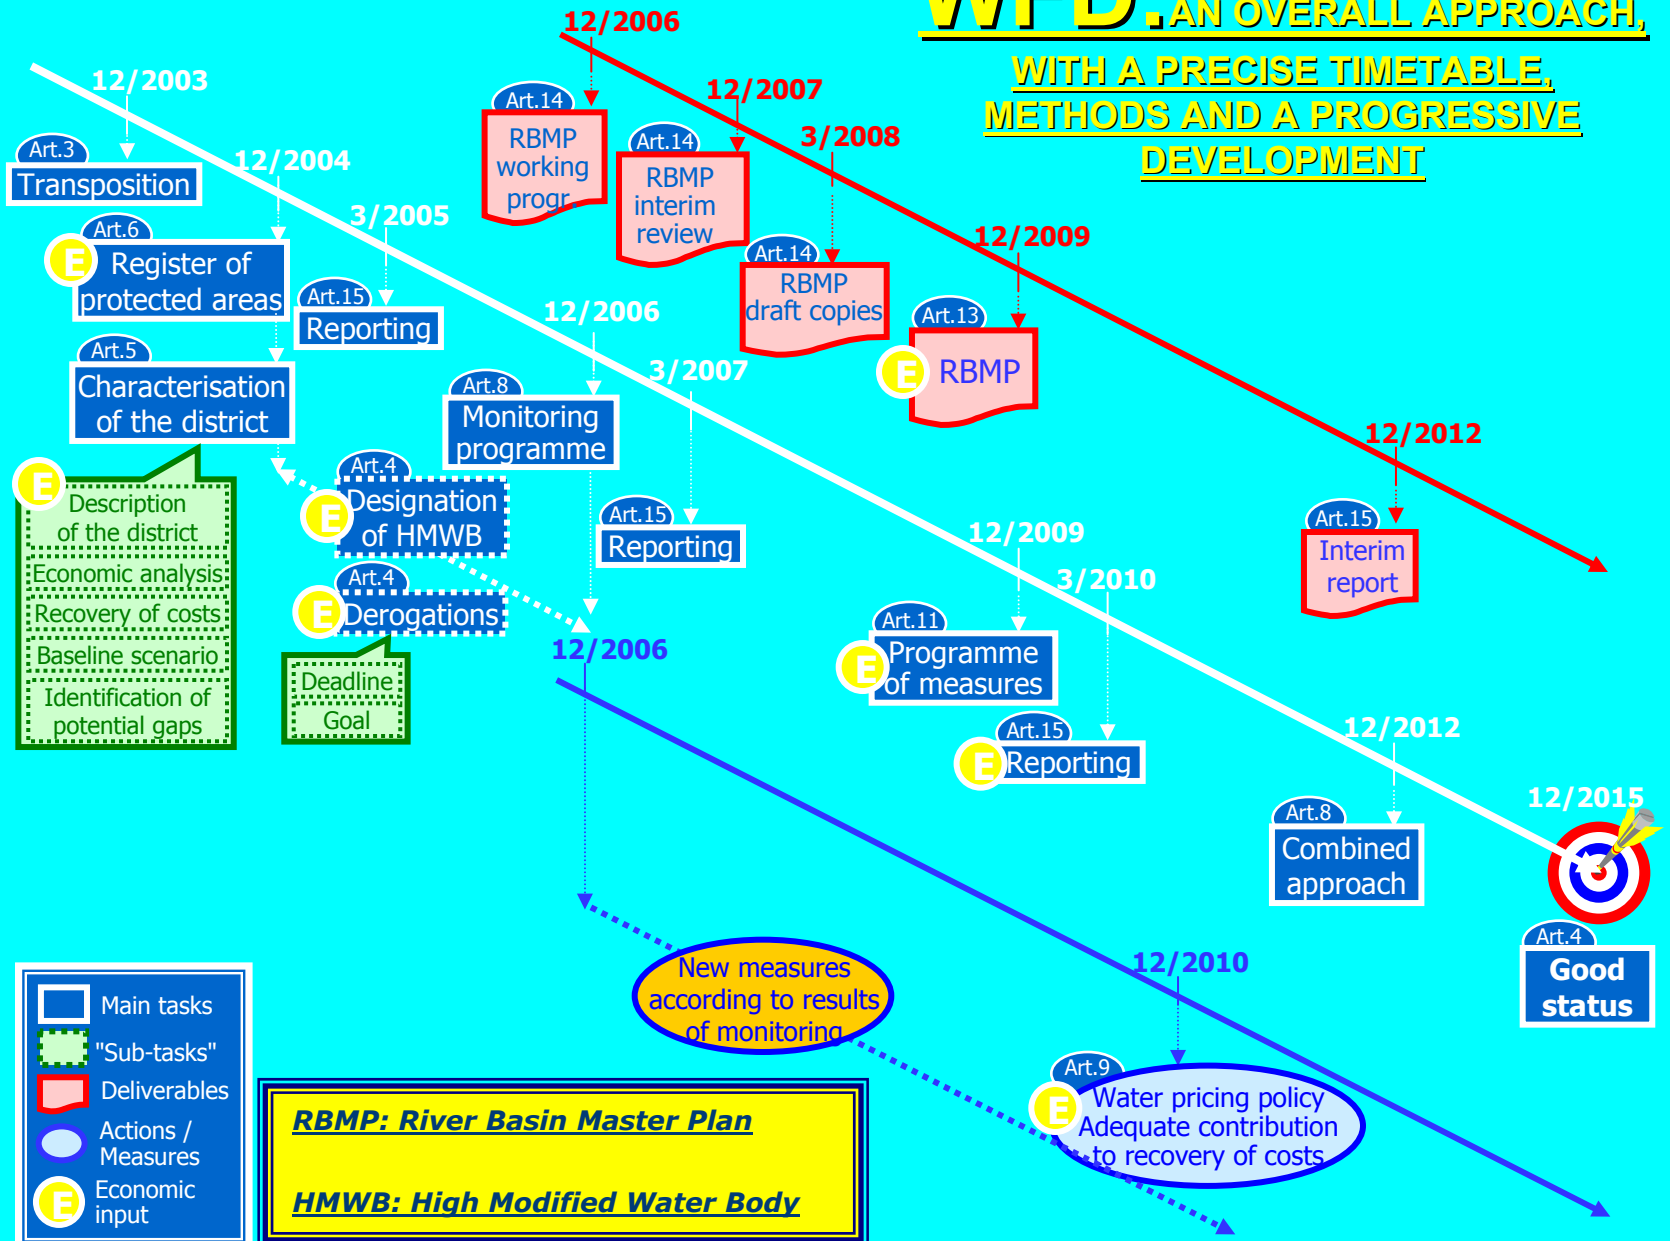 WFD: AN OVERALL APPROACH,
WITH A PRECISE TIMETABLE,
METHODS AND A PROGRESSIVE
DEVELOPMENT
12/2003
Art.3
Transposition
12/2004
Art.6
E
Register of
protected areas
Art.5
Characterisation
of the district
E
Description
of the district
Economic analysis
Recovery of costs
Baseline scenario
Identification of
potential gaps
3/2005
Art.15
Reporting
Art.4
E
Designation
of HMWB
Art.4
E
Derogations
Deadline
Goal
12/2006
Art.8
Monitoring
programme
3/2007
Art.15
Reporting
12/2009
Art.11
E
Programme
of measures
3/2010
Art.15
E
Reporting
12/2012
Art.8
Combined
approach
12/2015
Art.4
Good
status
12/2006
Art.14
RBMP
working
progr.
12/2007
Art.14
RBMP
interim
review
3/2008
Art.14
RBMP
draft copies
12/2009
Art.13
E
RBMP
12/2012
Art.15
Interim
report
12/2006
New measures
according to results
of monitoring
12/2010
Art.9
E
Water pricing policy
Adequate contribution
to recovery of costs
Main tasks
"Sub-tasks"
Deliverables
Actions /
Measures
E
Economic
input
RBMP: River Basin Master Plan
HMWB: High Modified Water Body